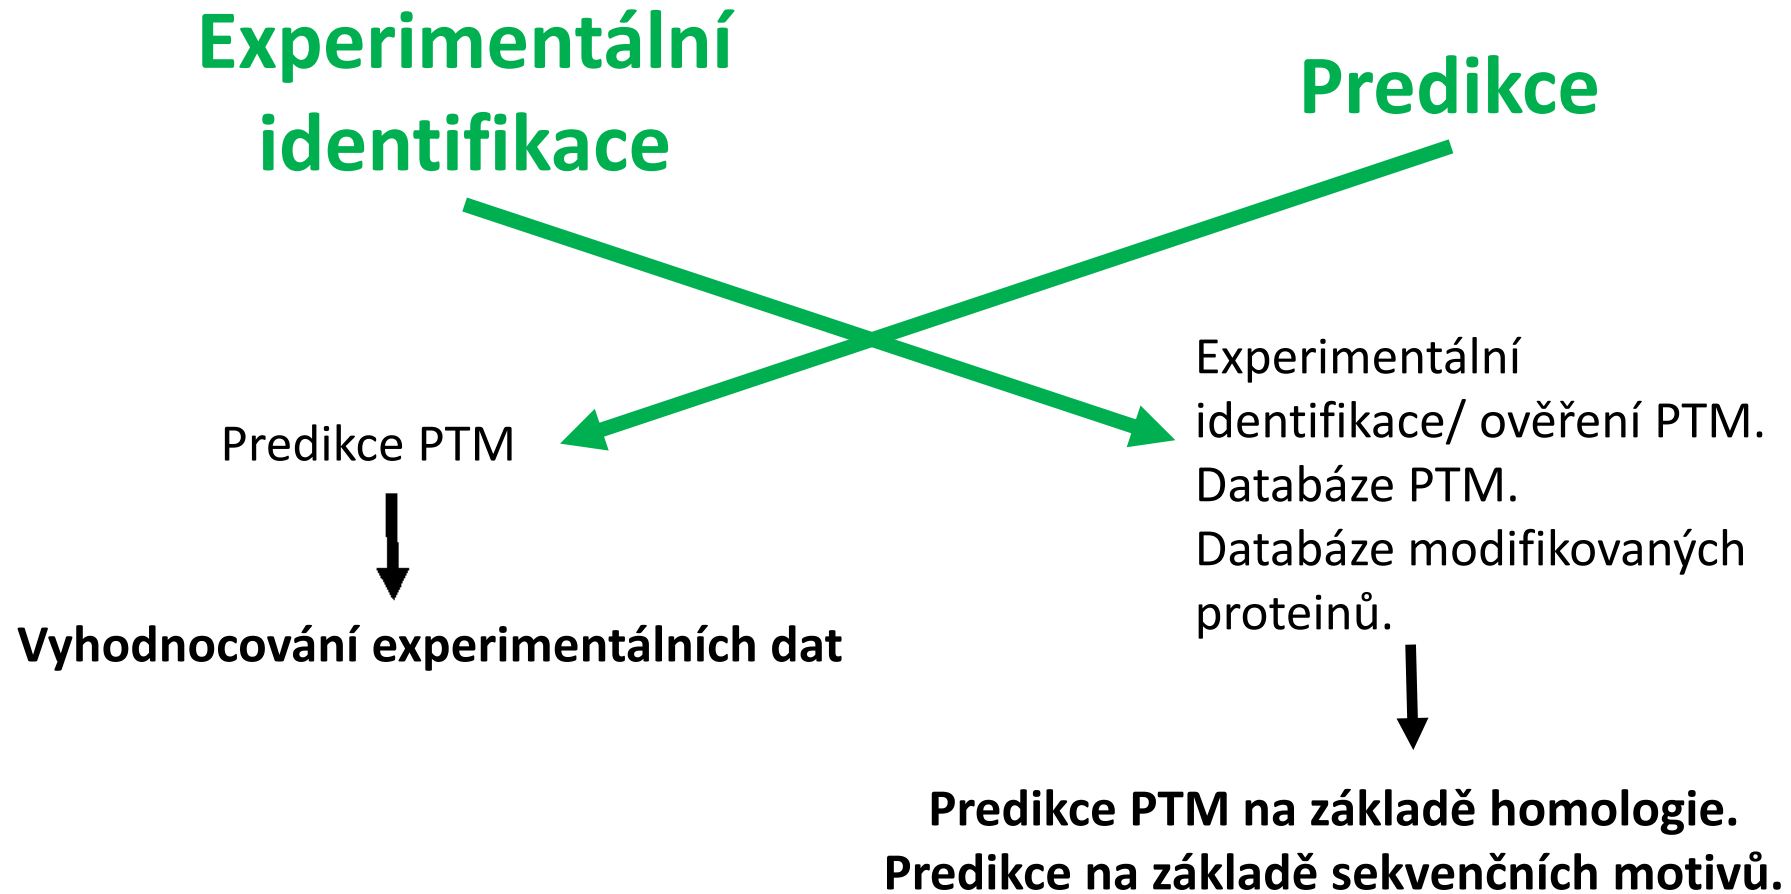 Experimentální
identifikace
Predikce
Predikce PTM
Vyhodnocování experimentálních dat
Experimentální
identifikace/ ověření PTM.
Databáze PTM.
Databáze modifikovaných
proteinů.
Predikce PTM na základě homologie.
Predikce na základě sekvenčních motivů.